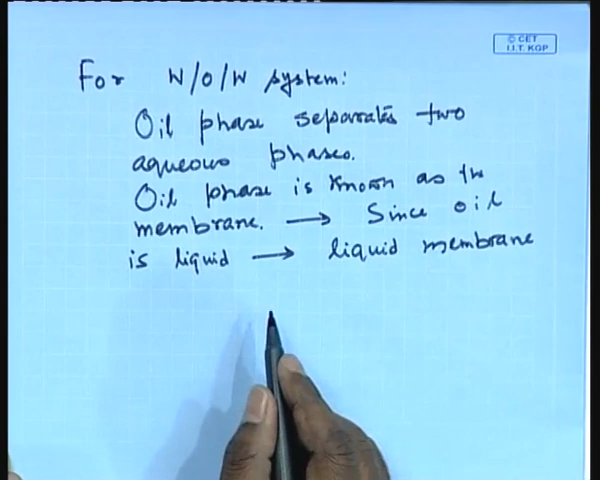 © CET
I.I.T. KGP
For W/O/W system:
Oil phase separates two
aqueous phases.
Oil phase is known as the
membrane. → Since oil
is liquid → liquid membrane